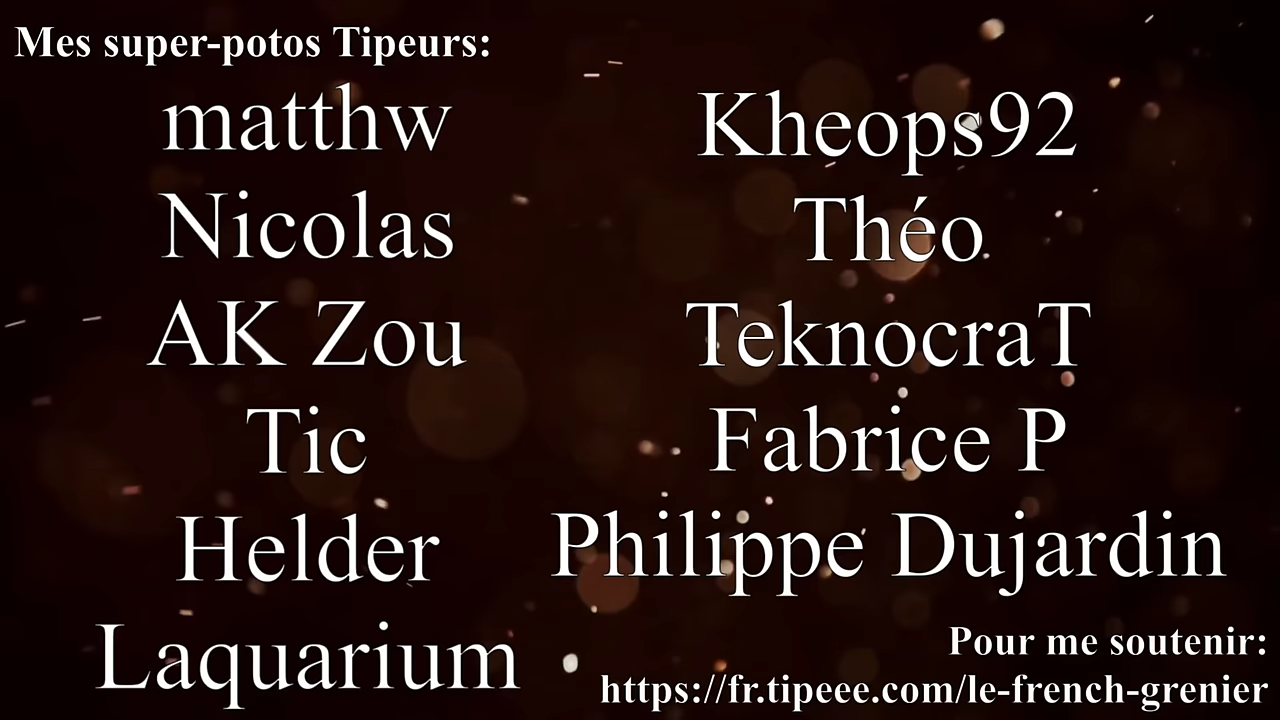 Mes super-potos Tipeurs:
matthw
Nicolas
AK Zou
Tic
Helder
Laquarium
Kheops92
Théo
TeknocraT
Fabrice P
Philippe Dujardin
Pour me soutenir:
https://fr.tipeee.com/le-french-grenier